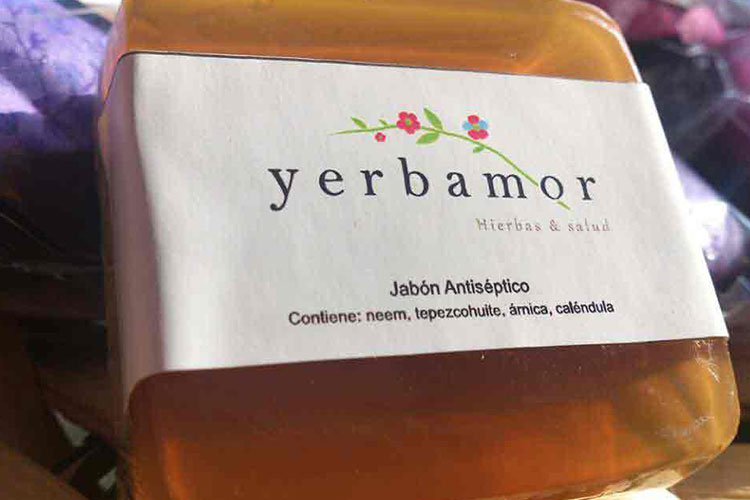 yerbamor
Hierbas & salud
Jabón Antiséptico
Contiene: neem, tepezcohuite, árnica, caléndula